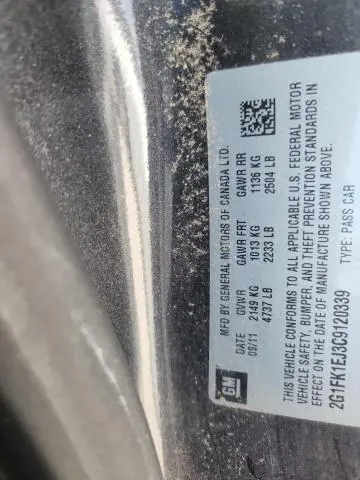 GM
MFD BY GENERAL MOTORS OF CANADA LTD.
09/11 GVWR GAWR FRT GAWR RR
2149 KG 1013 KG 1136 KG
4737 LB 2233 LB 2504 LB
THIS VEHICLE CONFORMS TO ALL APPLICABLE U.S. FEDERAL MOTOR
VEHICLE SAFETY, BUMPER, AND THEFT PREVENTION STANDARDS IN
EFFECT ON THE DATE OF MANUFACTURE SHOWN ABOVE.
2G1FK1EJ3C9120339 TYPE: PASS CAR